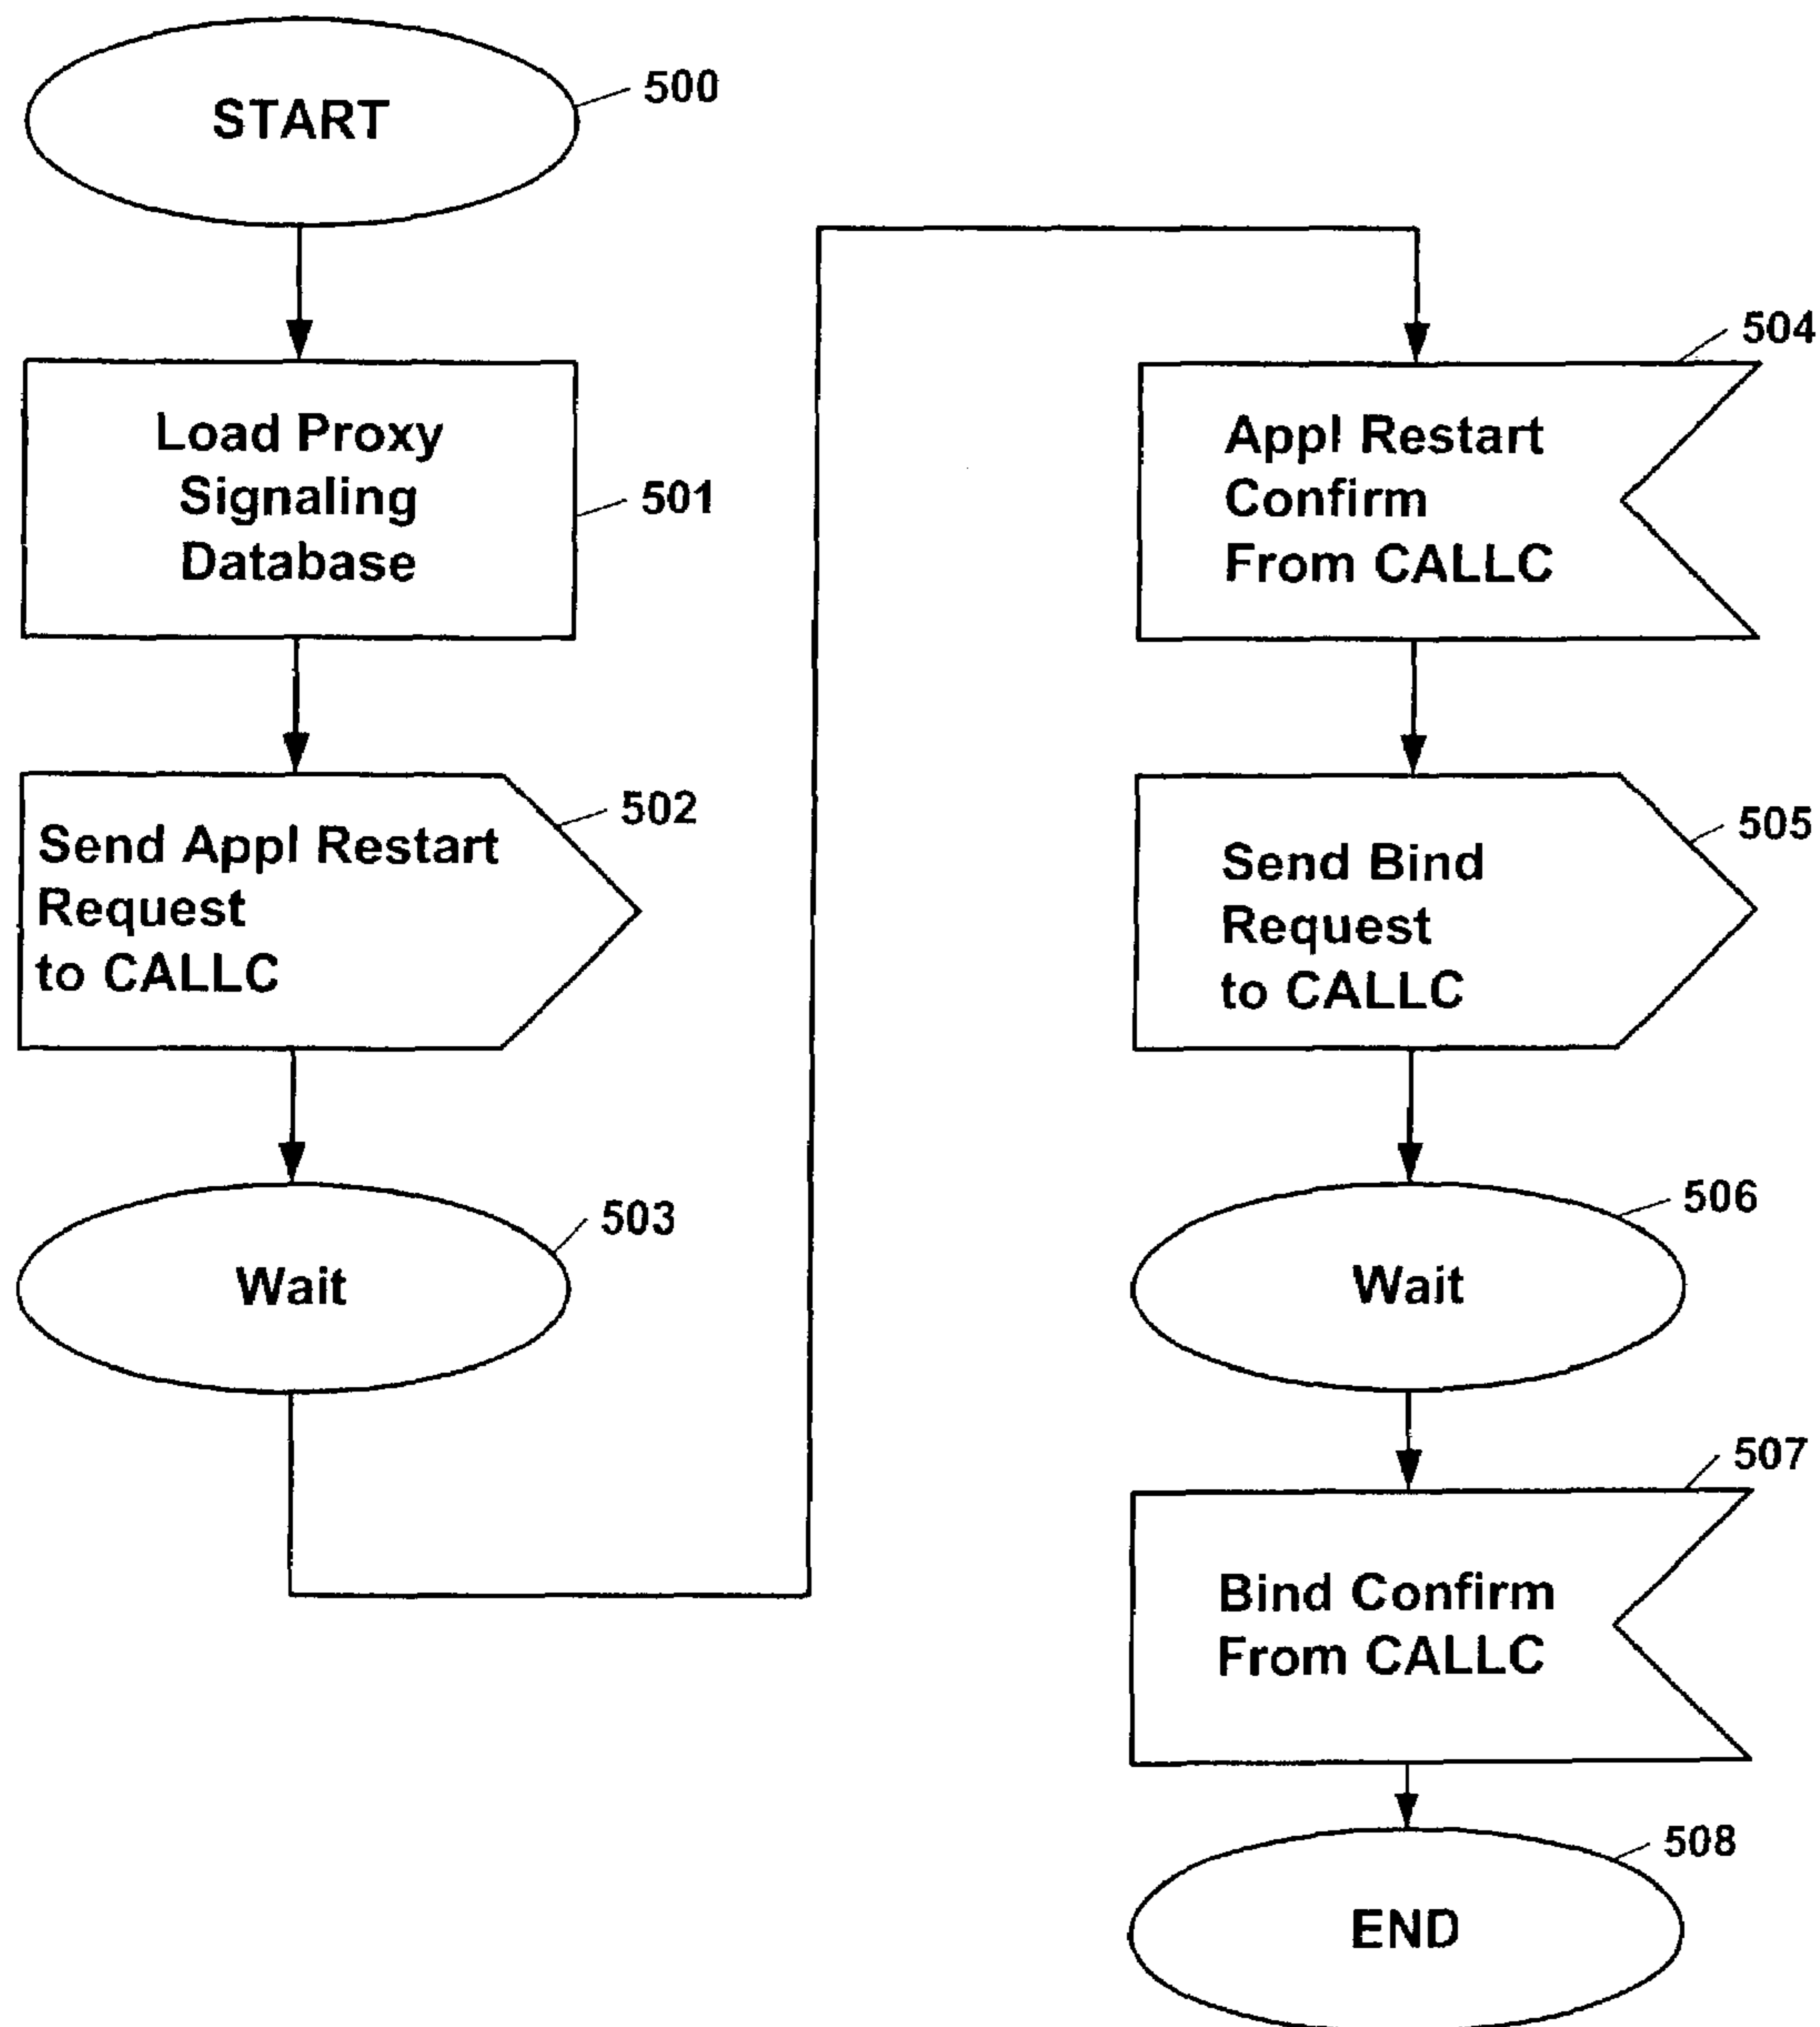 START
500
Load Proxy
Signaling
Database
501
Send Appl Restart
Request
to CALLC
502
Wait
503
Appl Restart
Confirm
From CALLC
504
Send Bind
Request
to CALLC
505
Wait
506
Bind Confirm
From CALLC
507
END
508